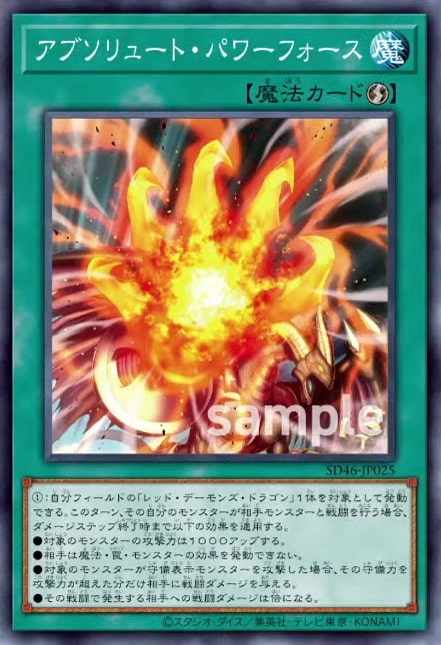 アブソリュート・パワーフォース 魔
【魔法カード】
sample
SD46-JP025
①:自分フィールドの「レッド・デーモンズ・ドラゴン」1体を対象として発動
できる。このターン、その自分のモンスターが相手モンスターと戦闘を行う場合、
ダメージステップ終了時まで以下の効果を適用する。
●対象のモンスターの攻撃力は1000アップする。
●相手は魔法・罠・モンスターの効果を発動できない。
●対象のモンスターが守備表示モンスターを攻撃した場合、その守備力を
攻撃力が超えた分だけ相手に戦闘ダメージを与える。
●その戦闘で発生する相手への戦闘ダメージは倍になる。
©スタジオ・ダイス/集英社・テレビ東京・KONAMI